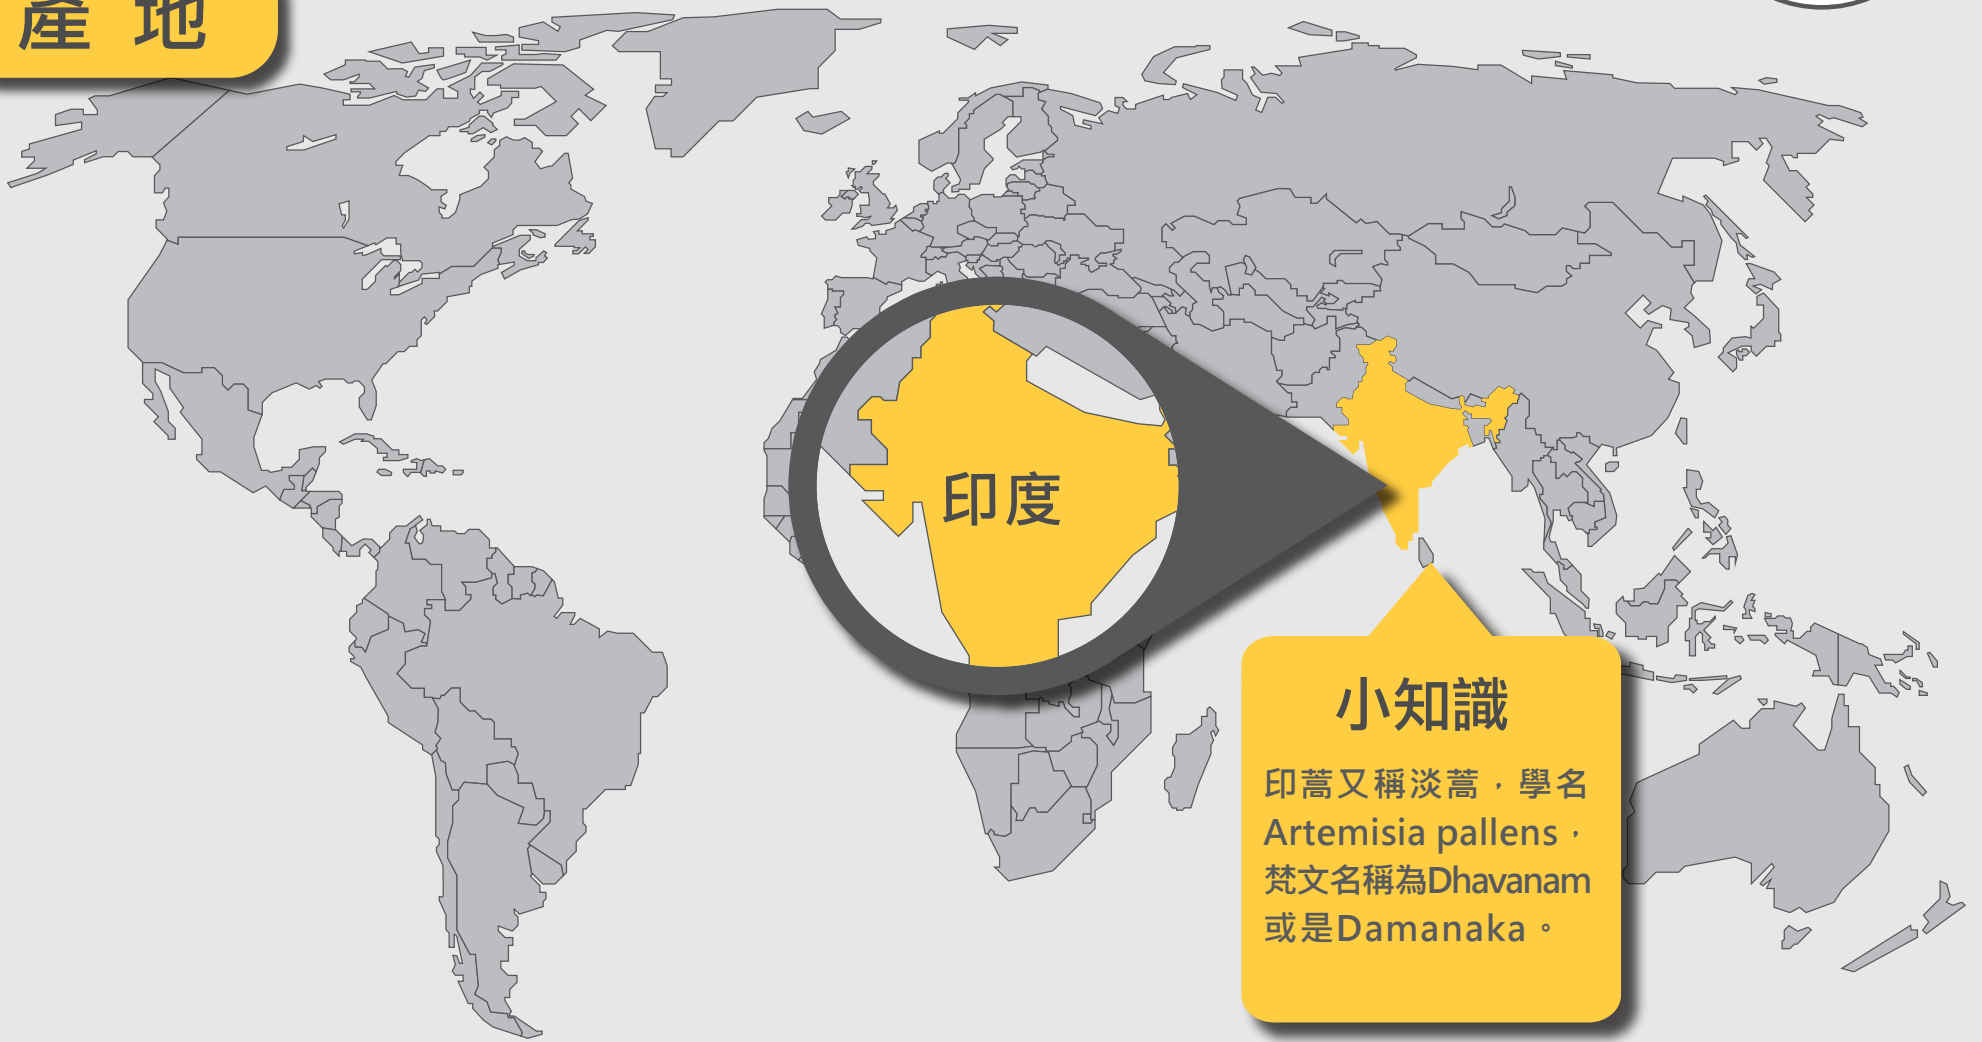 產 地
印度
小知識
印蒿又稱淡蒿，學名
Artemisia pallens，
梵文名稱為Dhavanam
或是Damanaka。